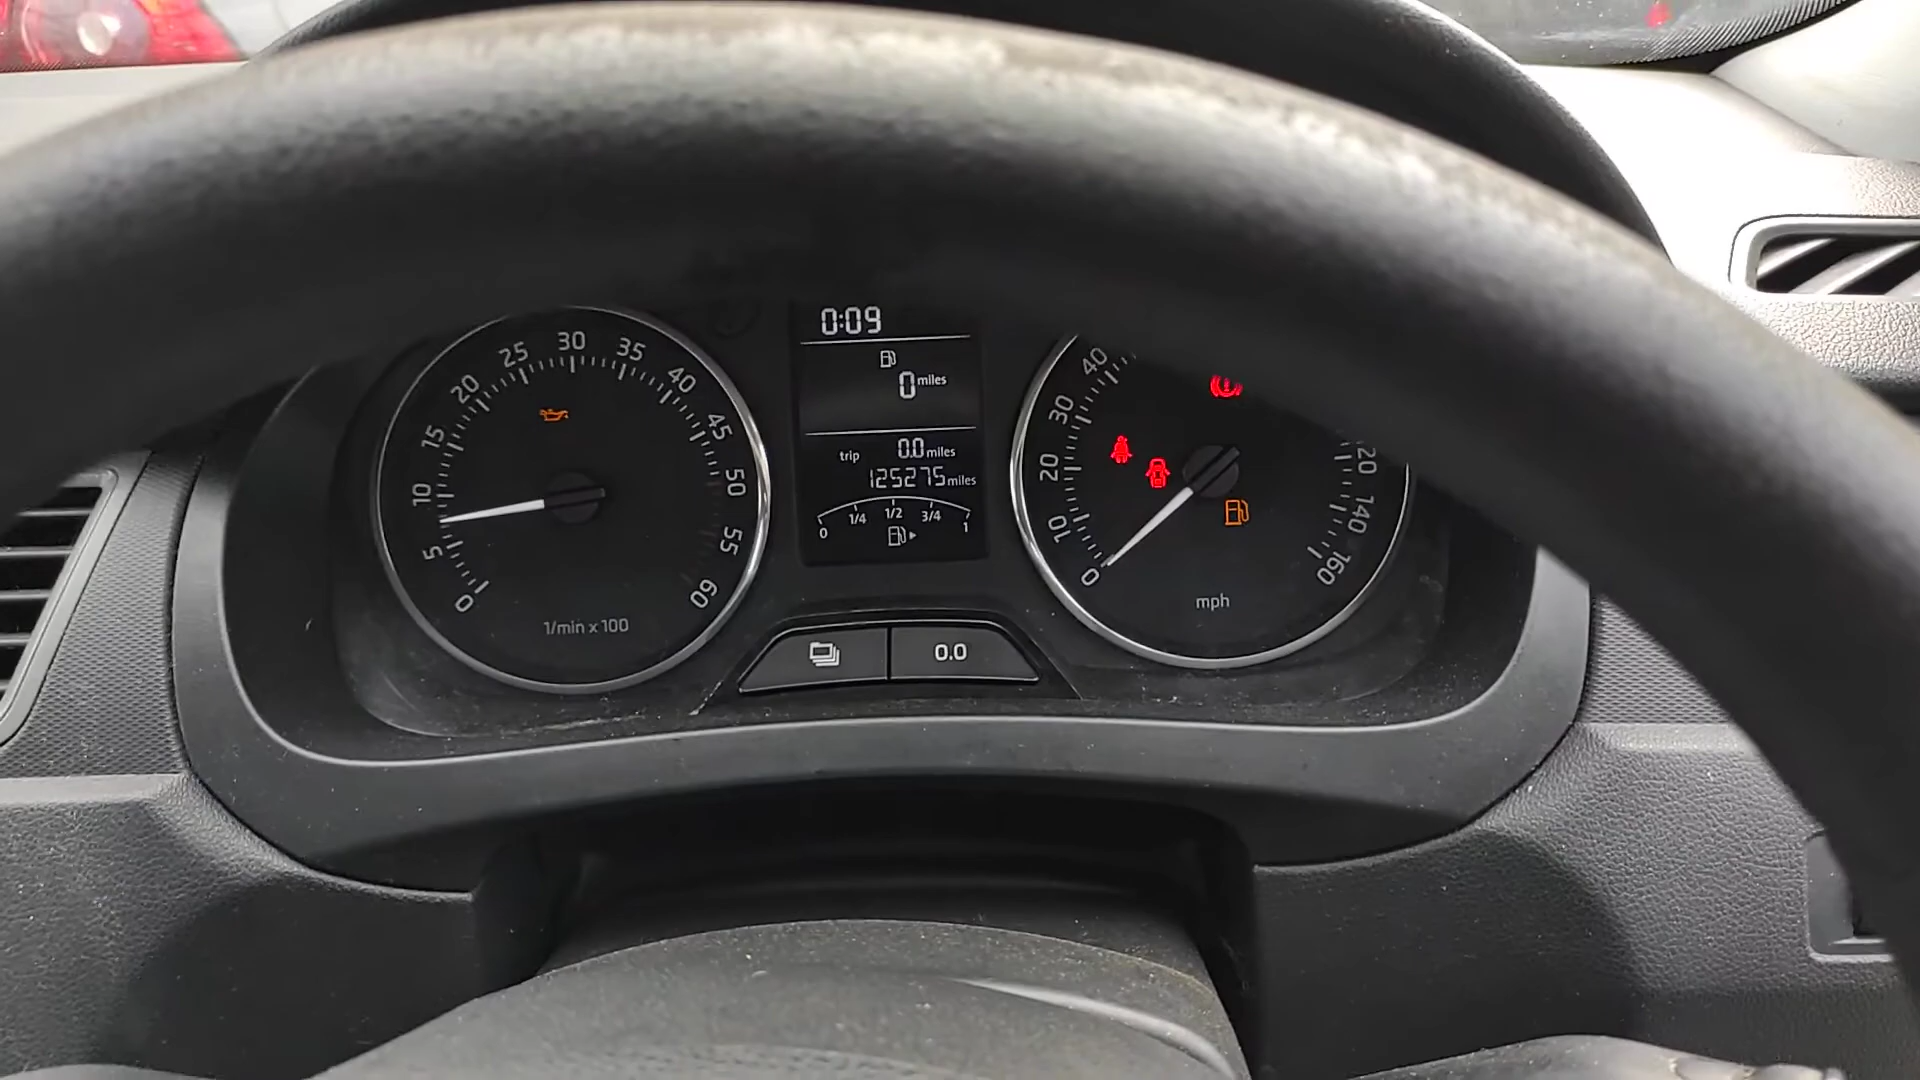 0:09
0 miles
trip 0.0 miles
125275 miles
0 1/4 1/2 3/4 1
0 5 10 15 20 25 30 35 40 45 50 55 60
1/min x 100
0 10 20 30 40
140 160
mph
0.0